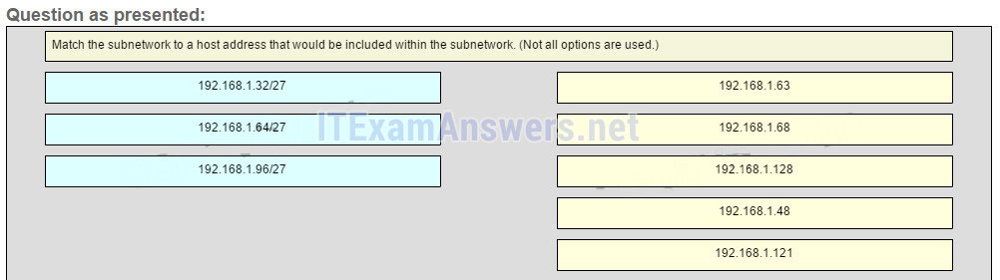 Question as presented:
Match the subnetwork to a host address that would be included within the subnetwork. (Not all options are used.)
192.168.1.32/27
192.168.1.63
192.168.1.64/27
ITExamAnswers.net
192.168.1.68
192.168.1.96/27
192.168.1.128
192.168.1.48
192.168.1.121